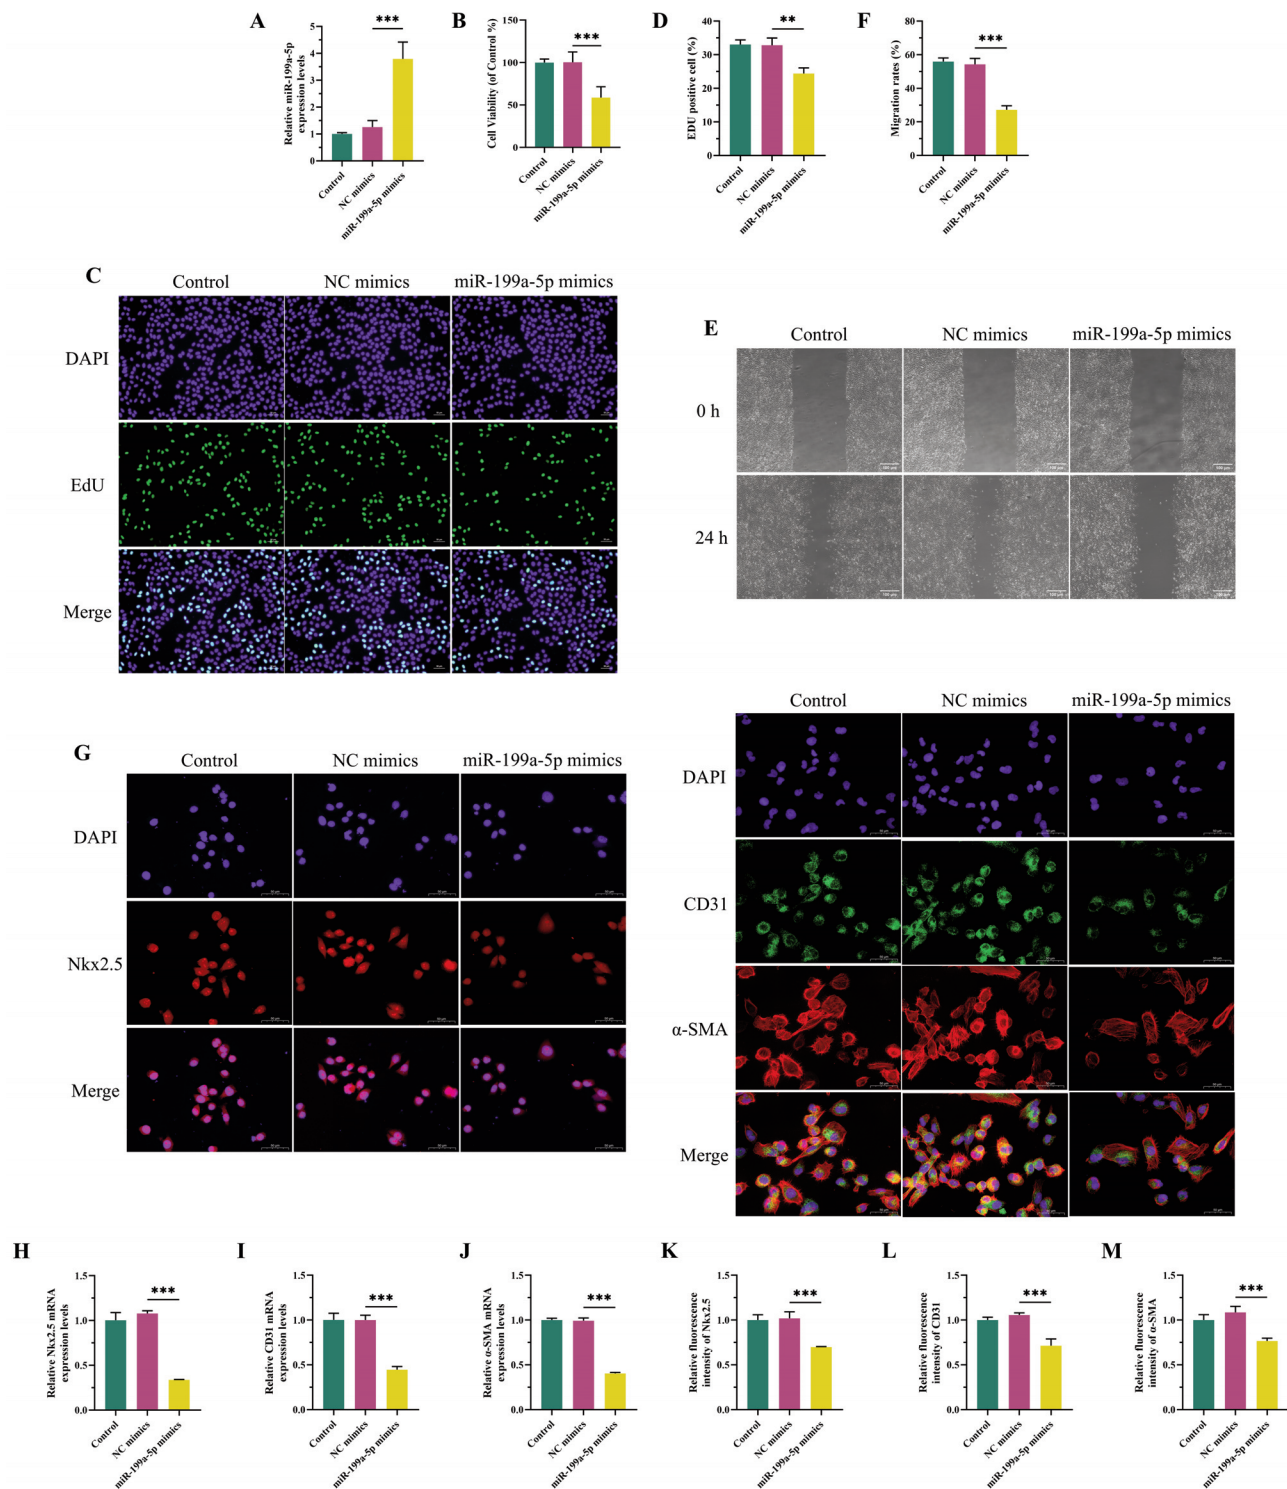 A
Relative miR-199a-5p
expression levels
5
4
3
2
1
0
***
Control
NC mimics
miR-199a-5p mimics
B
Cell Viability (of Control %)
150
100
50
0
***
Control
NC mimics
miR-199a-5p mimics
D
EDU positive cell (%)
40
30
20
10
0
**
Control
NC mimics
miR-199a-5p mimics
F
Migration rates
(%)
80
60
40
20
0
***
Control
NC mimics
miR-199a-5p mimics
C
Control NC mimics miR-199a-5p mimics
DAPI
EdU
Merge
E
Control NC mimics miR-199a-5p mimics
0 h
24 h
G
Control NC mimics miR-199a-5p mimics
DAPI
Nkx2.5
Merge
Control NC mimics miR-199a-5p mimics
DAPI
CD31
α-SMA
Merge
H
Relative Nkx2.5 mRNA
expression levels
1.5
1.0
0.5
0.0
***
Control
NC mimics
miR-199a-5p mimics
I
Relative CD31 mRNA
expression levels
1.5
1.0
0.5
0.0
***
Control
NC mimics
miR-199a-5p mimics
J
Relative α-SMA mRNA
expression levels
1.5
1.0
0.5
0.0
***
Control
NC mimics
miR-199a-5p mimics
K
Relative fluorescence
intensity of Nkx2.5
1.5
1.0
0.5
0.0
***
Control
NC mimics
miR-199a-5p mimics
L
Relative fluorescence
intensity of CD31
1.5
1.0
0.5
0.0
***
Control
NC mimics
miR-199a-5p mimics
M
Relative fluorescence
intensity of α-SMA
1.5
1.0
0.5
0.0
***
Control
NC mimics
miR-199a-5p mimics